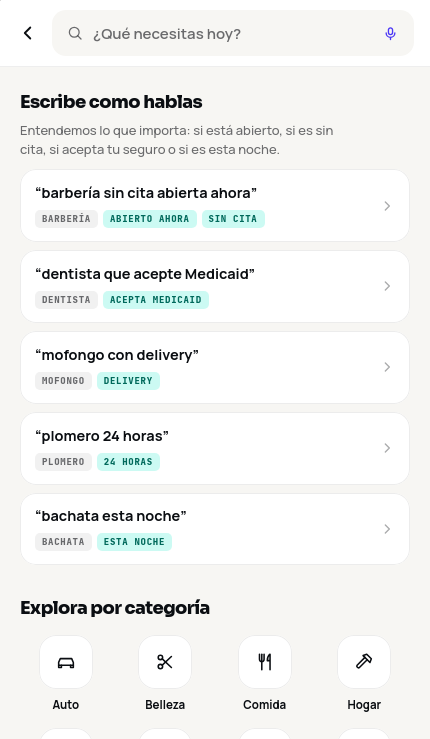 ¿Qué necesitas hoy?
Escribe como hablas
Entendemos lo que importa: si está abierto, si es sin
cita, si acepta tu seguro o si es esta noche.
“barbería sin cita abierta ahora”
BARBERÍA ABIERTO AHORA SIN CITA
“dentista que acepte Medicaid”
DENTISTA ACEPTA MEDICAID
“mofongo con delivery”
MOFONGO DELIVERY
“plomero 24 horas”
PLOMERO 24 HORAS
“bachata esta noche”
BACHATA ESTA NOCHE
Explora por categoría
Auto Belleza Comida Hogar